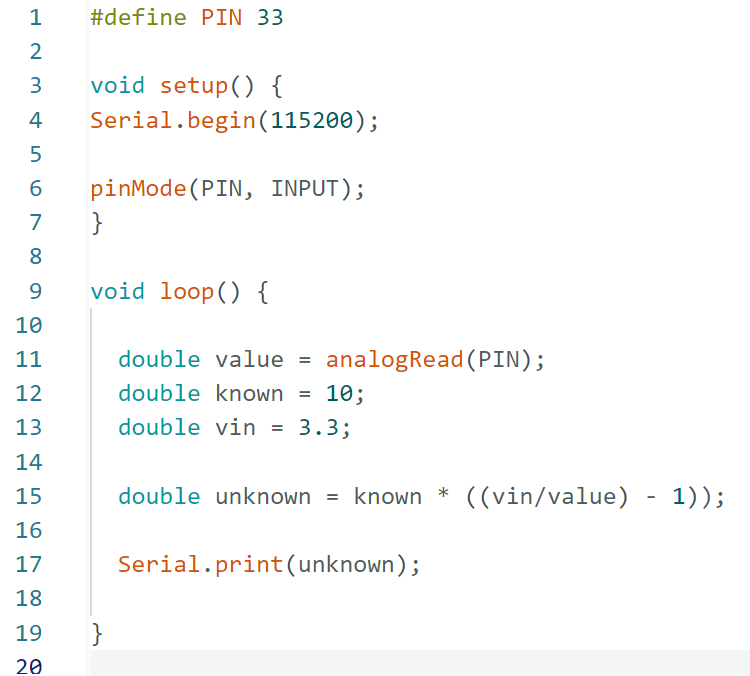 1 #define PIN 33
2
3 void setup() {
4 Serial.begin(115200);
5
6 pinMode(PIN, INPUT);
7 }
8
9 void loop() {
10
11 double value = analogRead(PIN);
12 double known = 10;
13 double vin = 3.3;
14
15 double unknown = known * ((vin/value) - 1));
16
17 Serial.print(unknown);
18
19 }
20